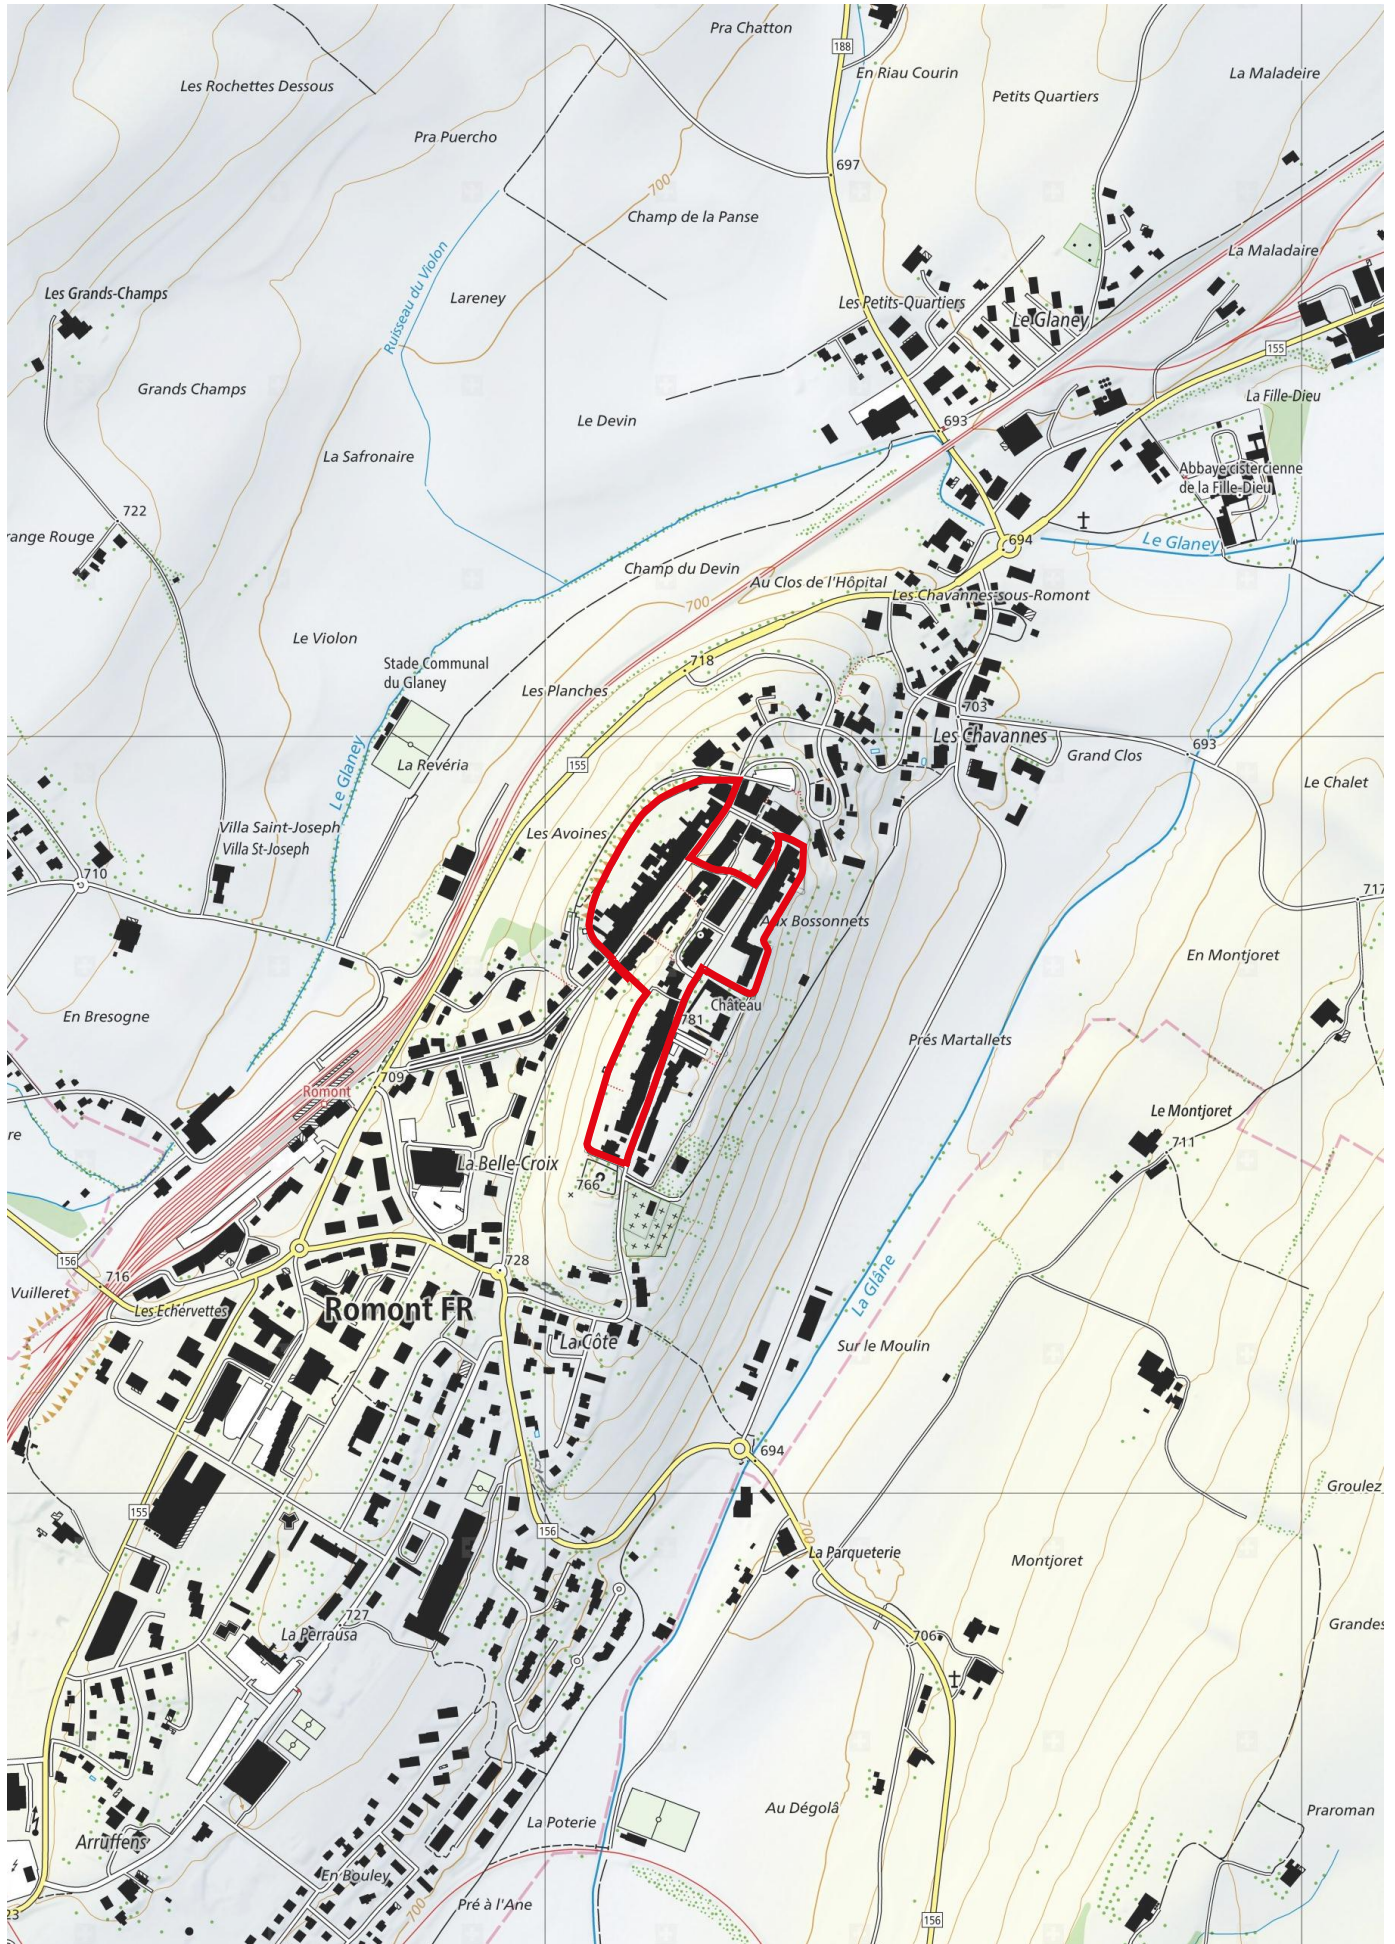 Pra Chatton
188
En Riau Courin
La Maladeire
Les Rochettes Dessous
Petits Quartiers
Pra Puercho
697
700
Champ de la Panse
La Maladaire
Ruisseau du Violon
Les Grands-Champs
Lareney
Les Petits-Quartiers
Le Glaney
155
Grands Champs
La Fille-Dieu
Le Devin
693
La Safronaire
Abbaye cistercienne
de la Fille-Dieu
722
range Rouge
694
Le Glaney
Champ du Devin
Au Clos de l'Hôpital
700
Les Chavannes-sous-Romont
Le Violon
Stade Communal
du Glaney
718
Les Planches
703
Les Chavannes
693
Grand Clos
155
La Revéria
Le Glaney
Le Chalet
Villa Saint-Joseph
Villa St-Joseph
Les Avoines
710
717
Aux Bossonnets
En Montjoret
Château
En Bresogne
781
Prés Martallets
709
Romont
re
Le Montjoret
711
La Belle-Croix
766
156
728
716
Vuilleret
La Glâne
Les Echervettes
Romont FR
La Côte
Sur le Moulin
694
Groulez
155
156
700
La Parqueterie
Montjoret
727
La Perrausa
706
Grandes
Au Dégolâ
Praroman
La Poterie
Arruffens
En Bouley
Pré à l'Ane
700
23
156